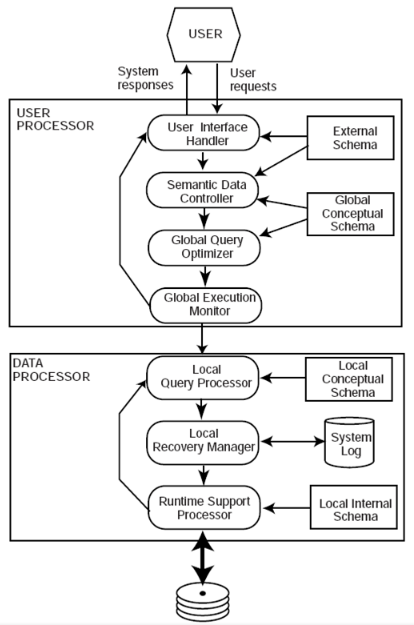 USER
System
responses
User
requests
USER
PROCESSOR
User Interface
Handler
External
Schema
Semantic Data
Controller
Global
Conceptual
Schema
Global Query
Optimizer
Global Execution
Monitor
DATA
PROCESSOR
Local
Query Processor
Local
Conceptual
Schema
Local
Recovery Manager
System
Log
Runtime Support
Processor
Local Internal
Schema